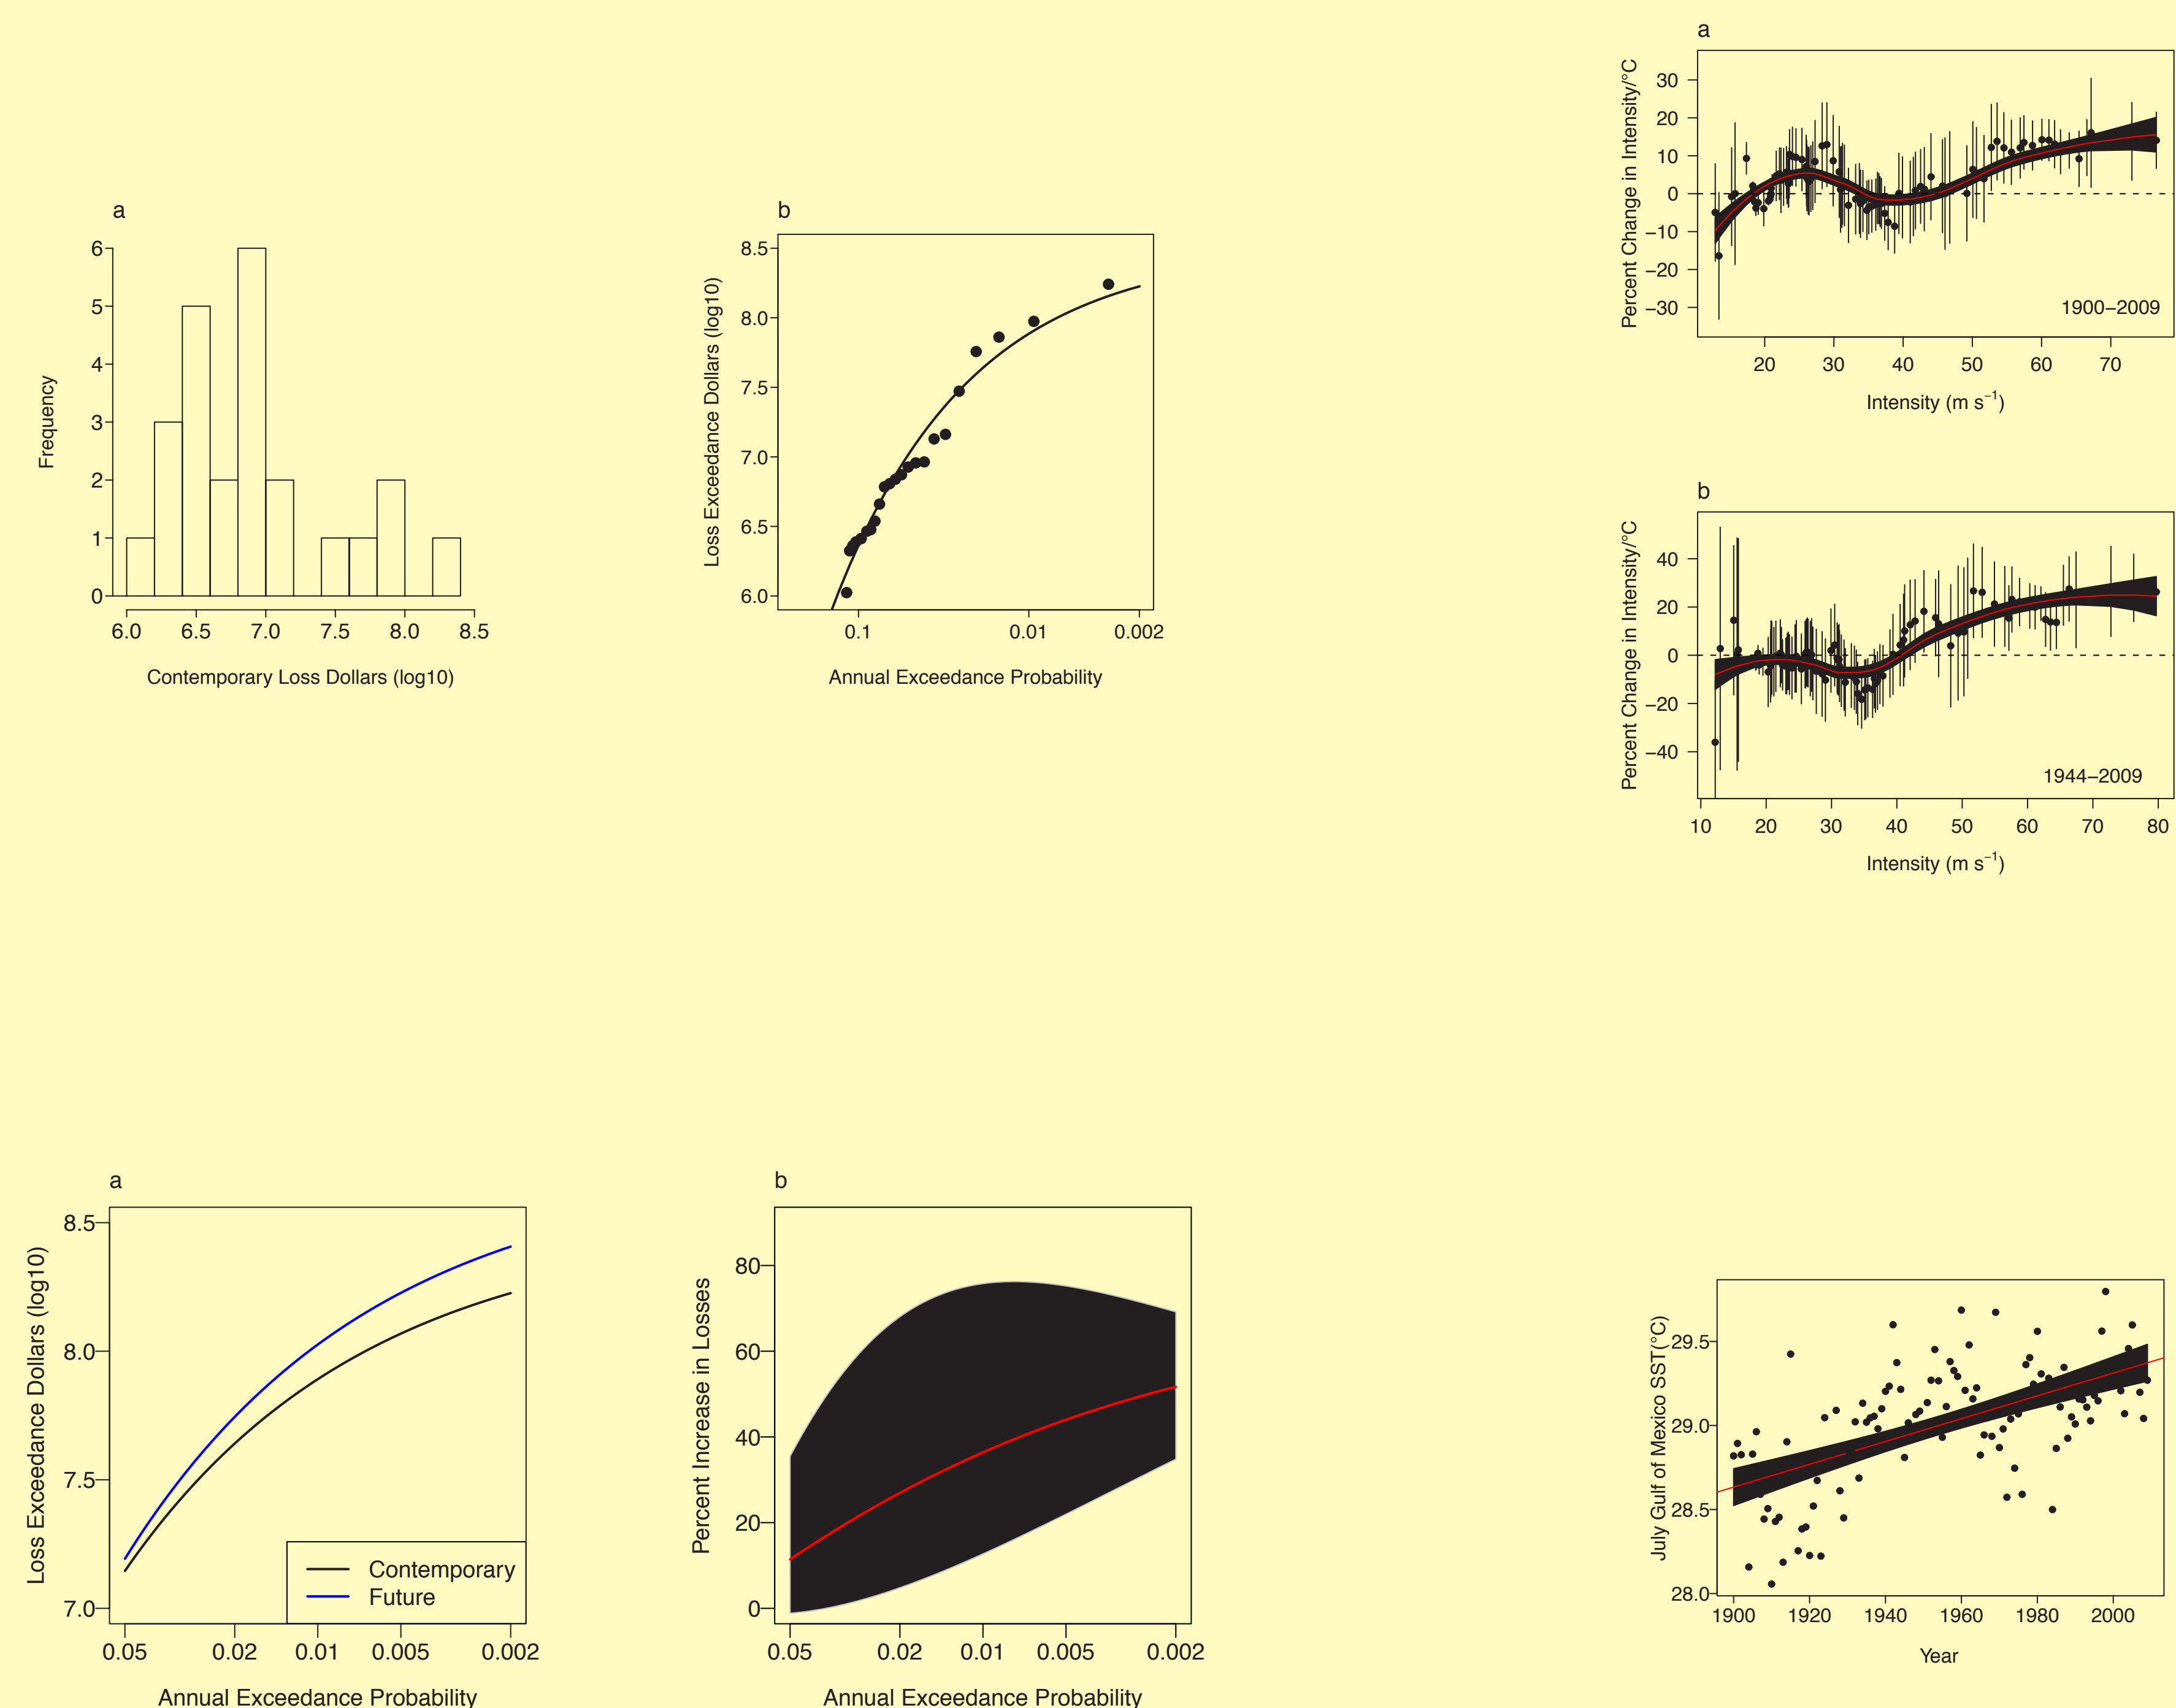 a
6
5
4
3
2
1
0
Frequency
6.0 6.5 7.0 7.5 8.0 8.5
Contemporary Loss Dollars (log10)
b
8.5
8.0
7.5
7.0
6.5
6.0
Loss Exceedance Dollars (log10)
0.1 0.01 0.002
Annual Exceedance Probability
a
30
20
10
0
−10
−20
−30
Percent Change in Intensity/°C
1900−2009
20 30 40 50 60 70
Intensity (m s⁻¹)
b
40
20
0
−20
−40
Percent Change in Intensity/°C
1944−2009
10 20 30 40 50 60 70 80
Intensity (m s⁻¹)
a
8.5
8.0
7.5
7.0
Loss Exceedance Dollars (log10)
Contemporary
Future
0.05 0.02 0.01 0.005 0.002
Annual Exceedance Probability
b
80
60
40
20
0
Percent Increase in Losses
0.05 0.02 0.01 0.005 0.002
Annual Exceedance Probability
29.5
29.0
28.5
28.0
July Gulf of Mexico SST(°C)
1900 1920 1940 1960 1980 2000
Year